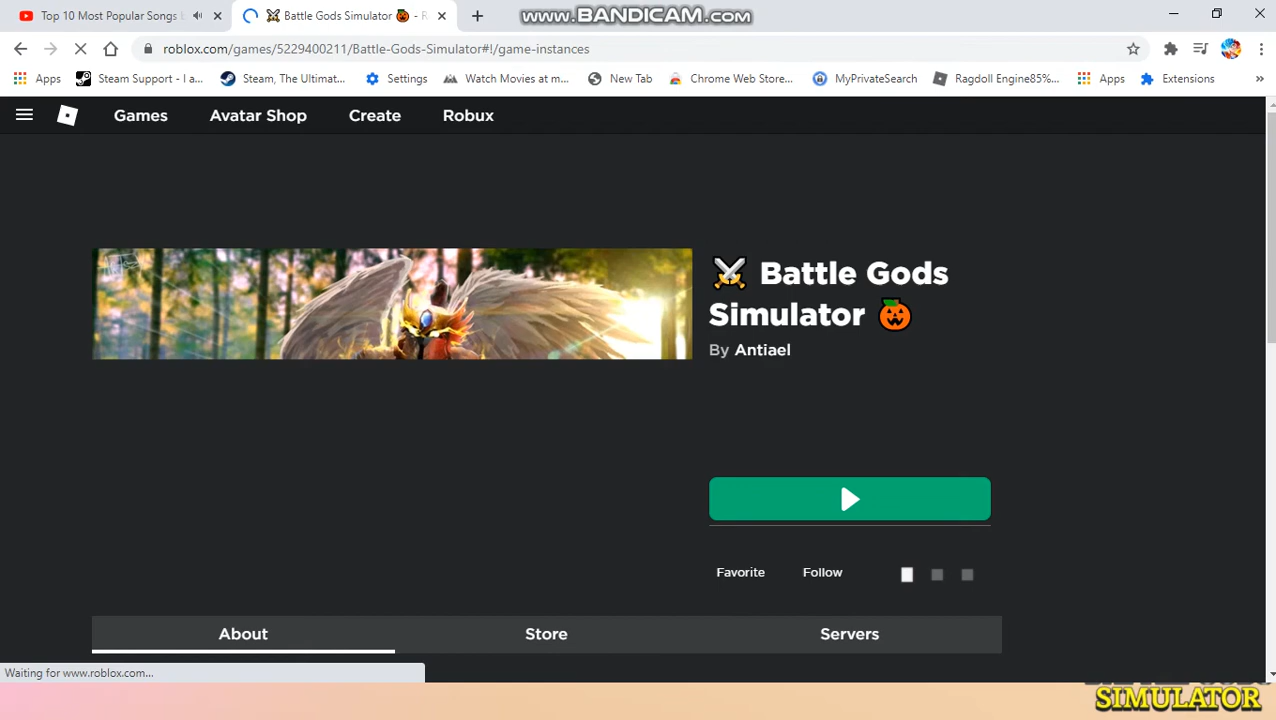 www.BANDICAM.com
Top 10 Most Popular Songs
Battle Gods Simulator
roblox.com/games/5229400211/Battle-Gods-Simulator#!/game-instances
Apps
Steam Support - I a...
Steam, The Ultimat...
Settings
Watch Movies at m...
New Tab
Chrome Web Store...
MyPrivateSearch
Ragdoll Engine85%...
Apps
Extensions
»
Games
Avatar Shop
Create
Robux
⚔️ Battle Gods
Simulator 🎃
By Antiael
Favorite
Follow
About
Store
Servers
Waiting for www.roblox.com...
SIMULATOR